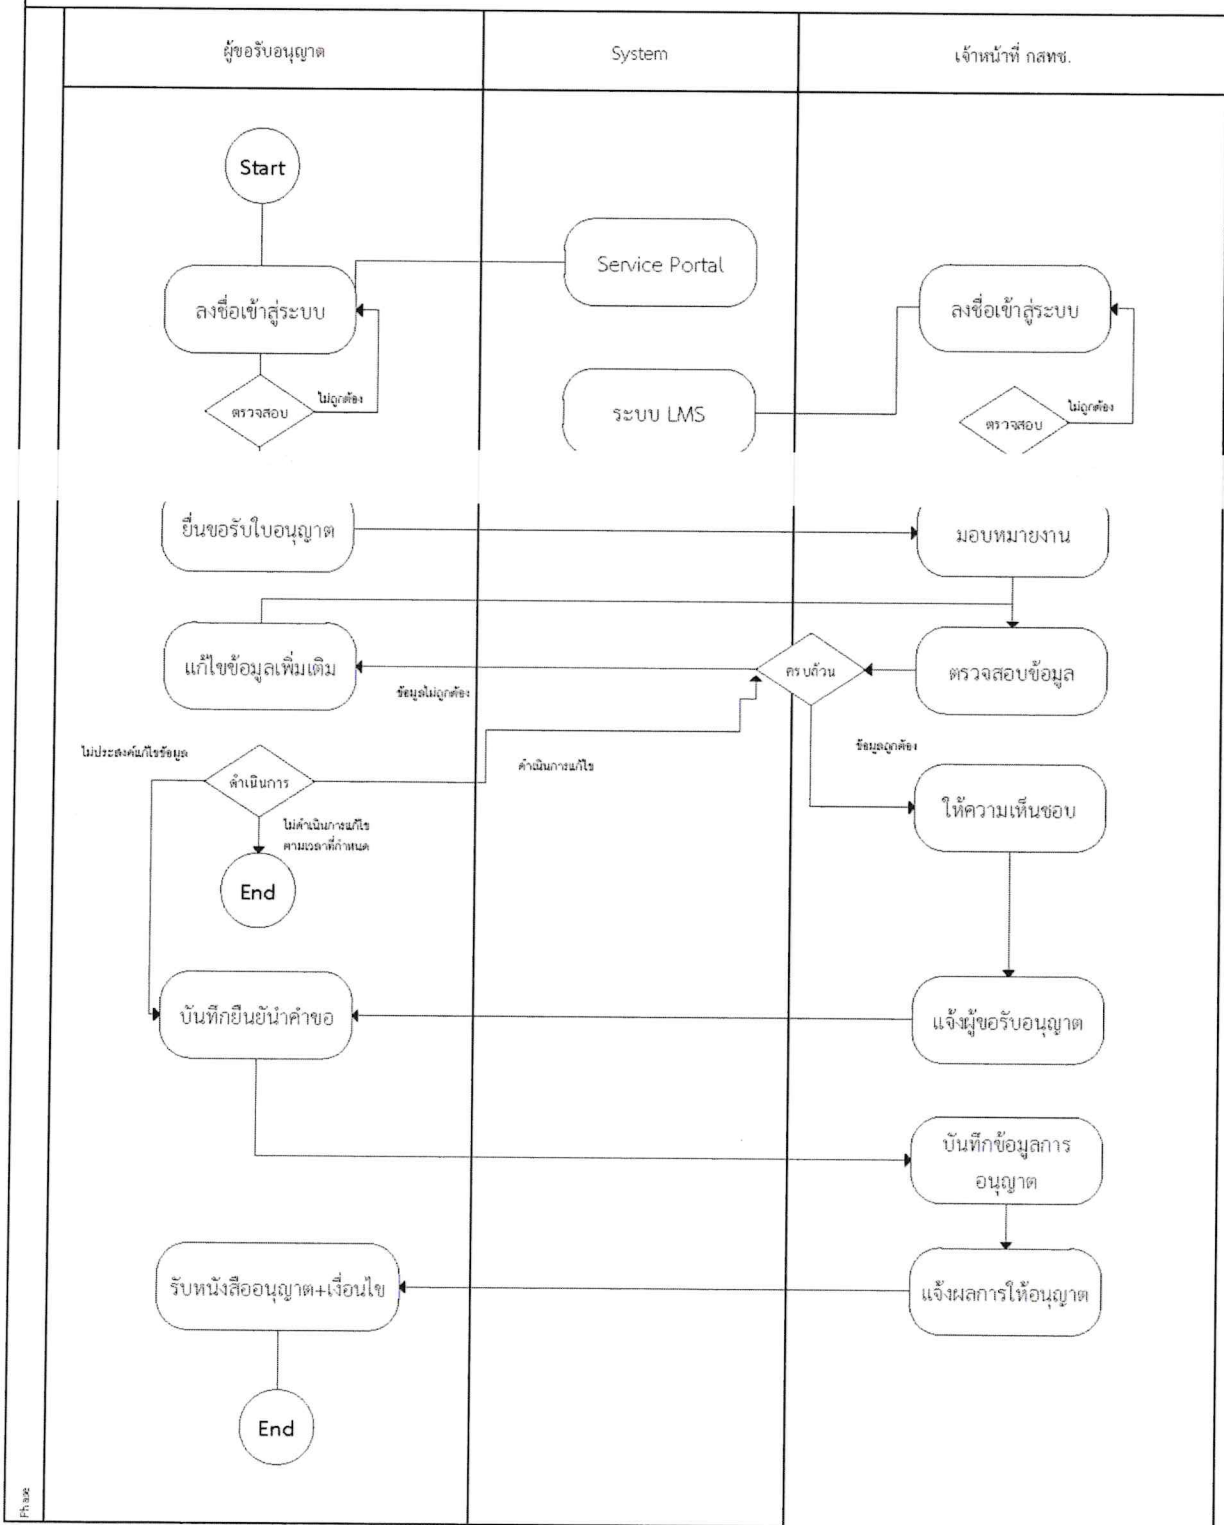 ผู้ขอรับอนุญาต
System
เจ้าหน้าที่ กสทช.
Start
Service Portal
ลงชื่อเข้าสู่ระบบ
ลงชื่อเข้าสู่ระบบ
ไม่ถูกต้อง
ตรวจสอบ
ระบบ LMS
ไม่ถูกต้อง
ตรวจสอบ
ยื่นขอรับใบอนุญาต
มอบหมายงาน
แก้ไขข้อมูลเพิ่มเติม
ครบถ้วน
ตรวจสอบข้อมูล
ข้อมูลไม่ถูกต้อง
ไม่ประสงค์แก้ไขข้อมูล
ข้อมูลถูกต้อง
ดำเนินการแก้ไข
ดำเนินการ
ให้ความเห็นชอบ
ไม่ดำเนินการแก้ไข
ตามเวลาที่กำหนด
End
บันทึกยืนยันำคำขอ
แจ้งผู้ขอรับอนุญาต
บันทึกข้อมูลการ
อนุญาต
รับหนังสืออนุญาต+เงื่อนไข
แจ้งผลการให้อนุญาต
End
Phase